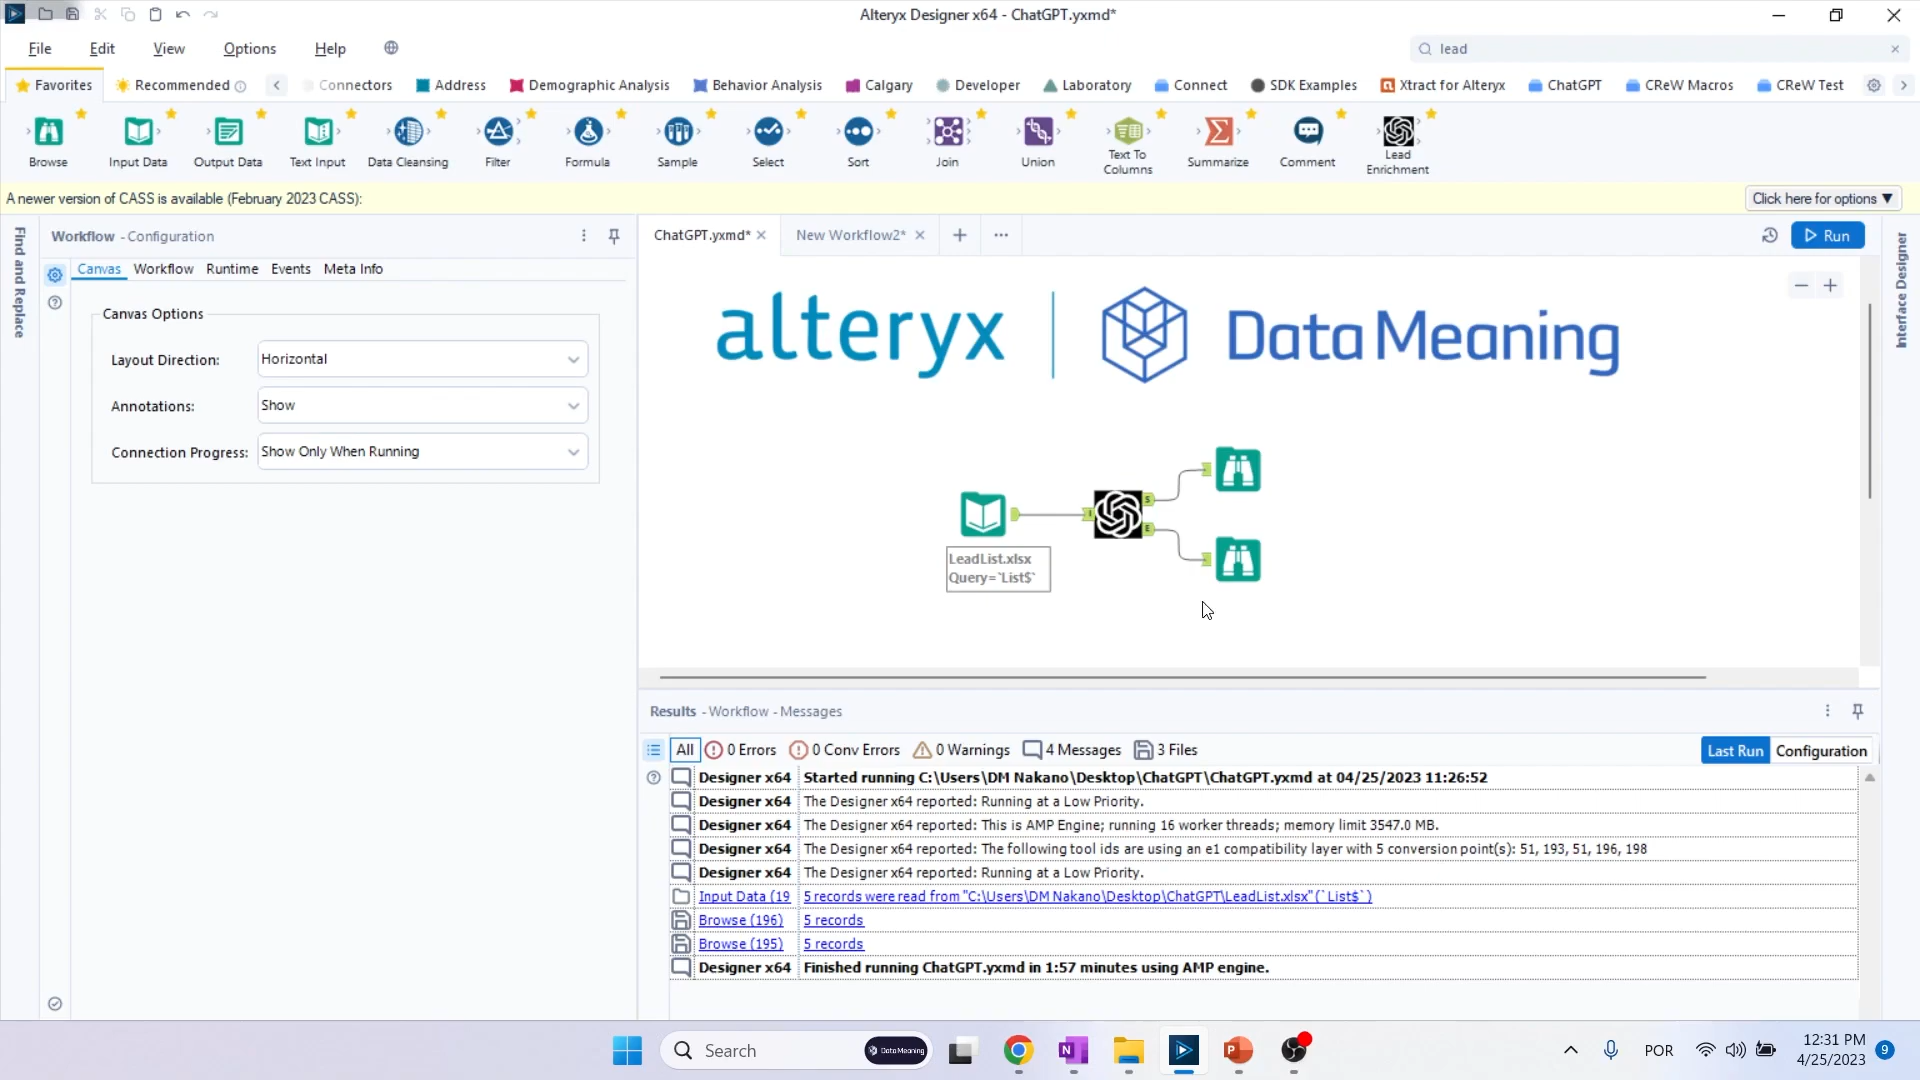 Alteryx Designer x64 - ChatGPT.yxmd*
File Edit View Options Help
lead
Favorites Recommended Connectors Address Demographic Analysis Behavior Analysis Calgary Developer Laboratory Connect SDK Examples Xtract for Alteryx ChatGPT CReW Macros CReW Test
Browse Input Data Output Data Text Input Data Cleansing Filter Formula Sample Select Sort Join Union Text To Columns Summarize Comment Lead Enrichment
A newer version of CASS is available (February 2023 CASS):
Click here for options ▼
Find and Replace
Workflow - Configuration
Canvas Workflow Runtime Events Meta Info
Canvas Options
Layout Direction: Horizontal
Annotations: Show
Connection Progress: Show Only When Running
ChatGPT.yxmd* New Workflow2*
Run
Interface Designer
alteryx | Data Meaning
I
S
E
LeadList.xlsx
Query=`List$`
Results - Workflow - Messages
All 0 Errors 0 Conv Errors 0 Warnings 4 Messages 3 Files
Last Run Configuration
Designer x64 Started running C:\Users\DM Nakano\Desktop\ChatGPT\ChatGPT.yxmd at 04/25/2023 11:26:52
Designer x64 The Designer x64 reported: Running at a Low Priority.
Designer x64 The Designer x64 reported: This is AMP Engine; running 16 worker threads; memory limit 3547.0 MB.
Designer x64 The Designer x64 reported: The following tool ids are using an e1 compatibility layer with 5 conversion point(s): 51, 193, 51, 196, 198
Designer x64 The Designer x64 reported: Running at a Low Priority.
Input Data (19 5 records were read from "C:\Users\DM Nakano\Desktop\ChatGPT\LeadList.xlsx" (`List$`)
Browse (196) 5 records
Browse (195) 5 records
Designer x64 Finished running ChatGPT.yxmd in 1:57 minutes using AMP engine.
Search
Data Meaning
POR
12:31 PM
4/25/2023
9